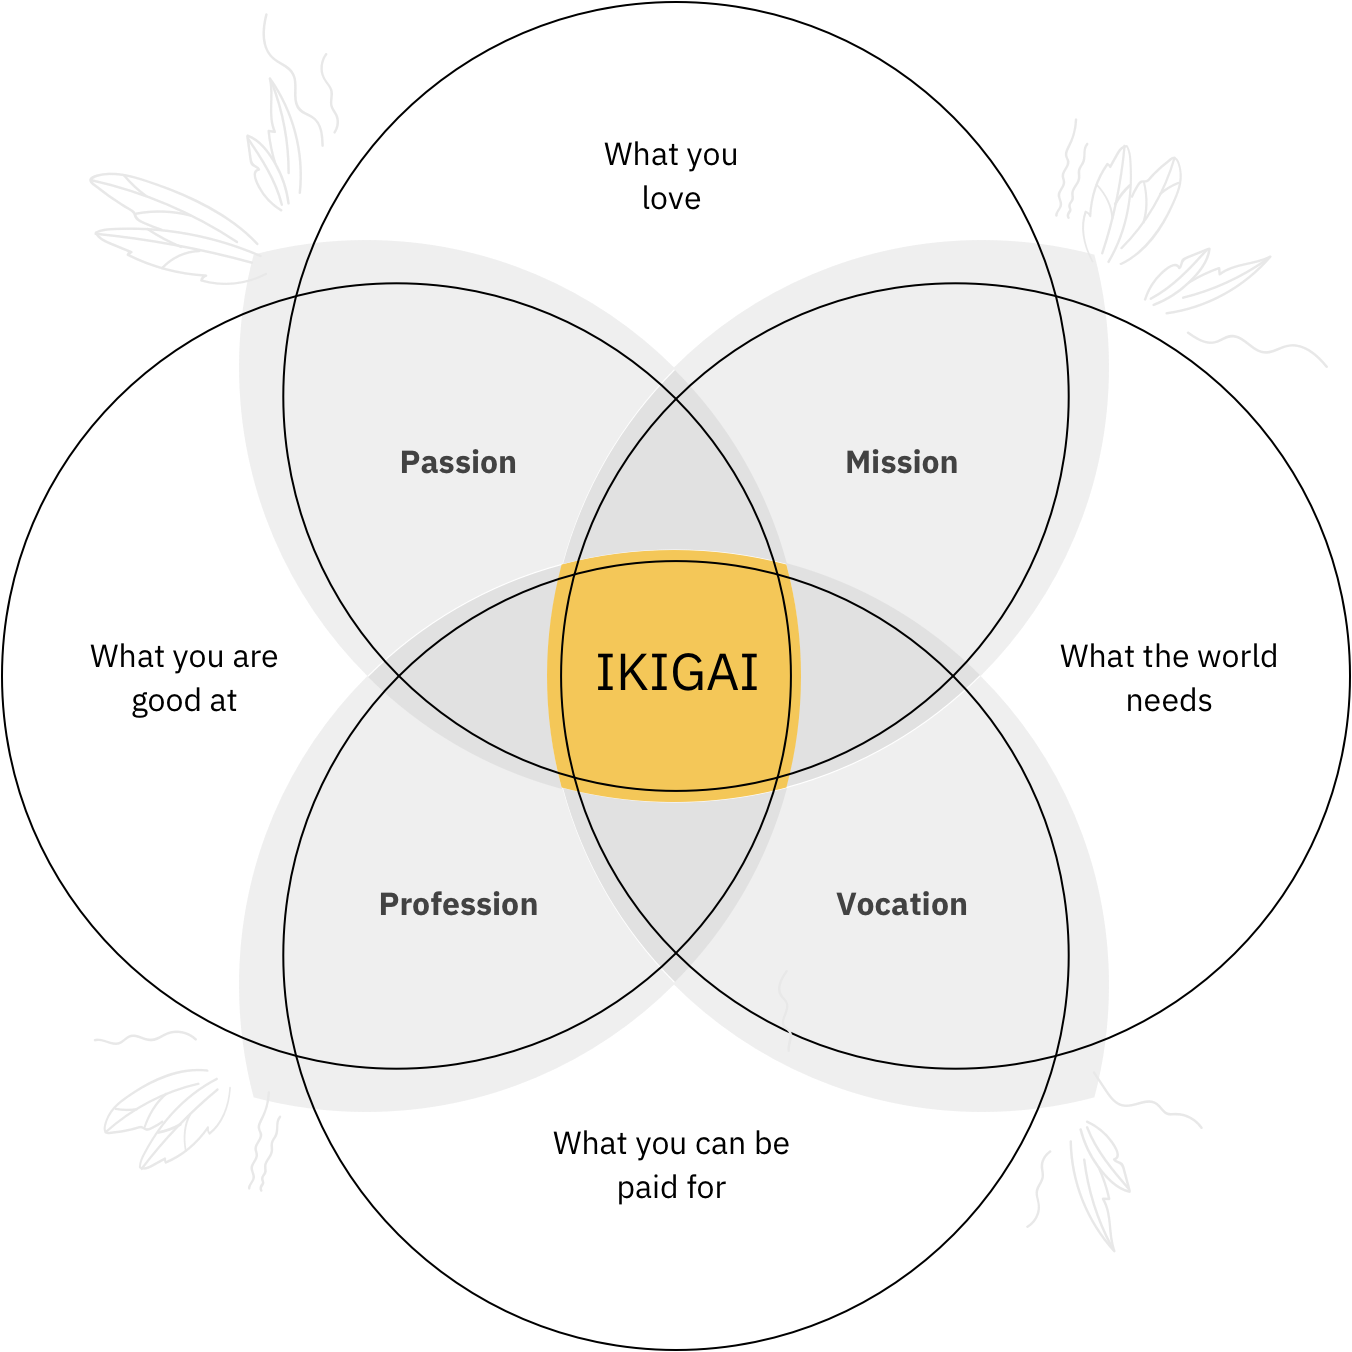 What you
love
Passion
Mission
What you are
good at
IKIGAI
What the world
needs
Profession
Vocation
What you can be
paid for